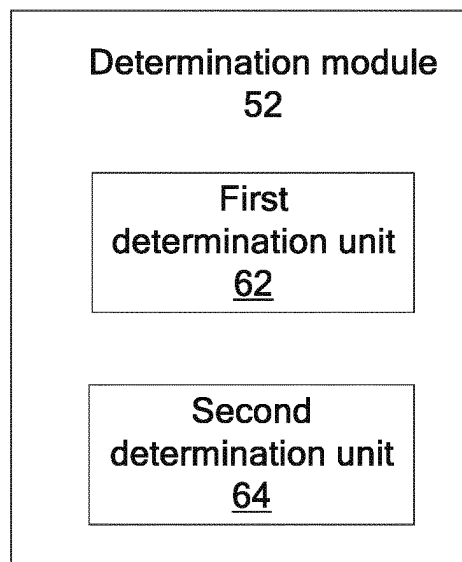 Determination module
52
First
determination unit
62
Second
determination unit
64